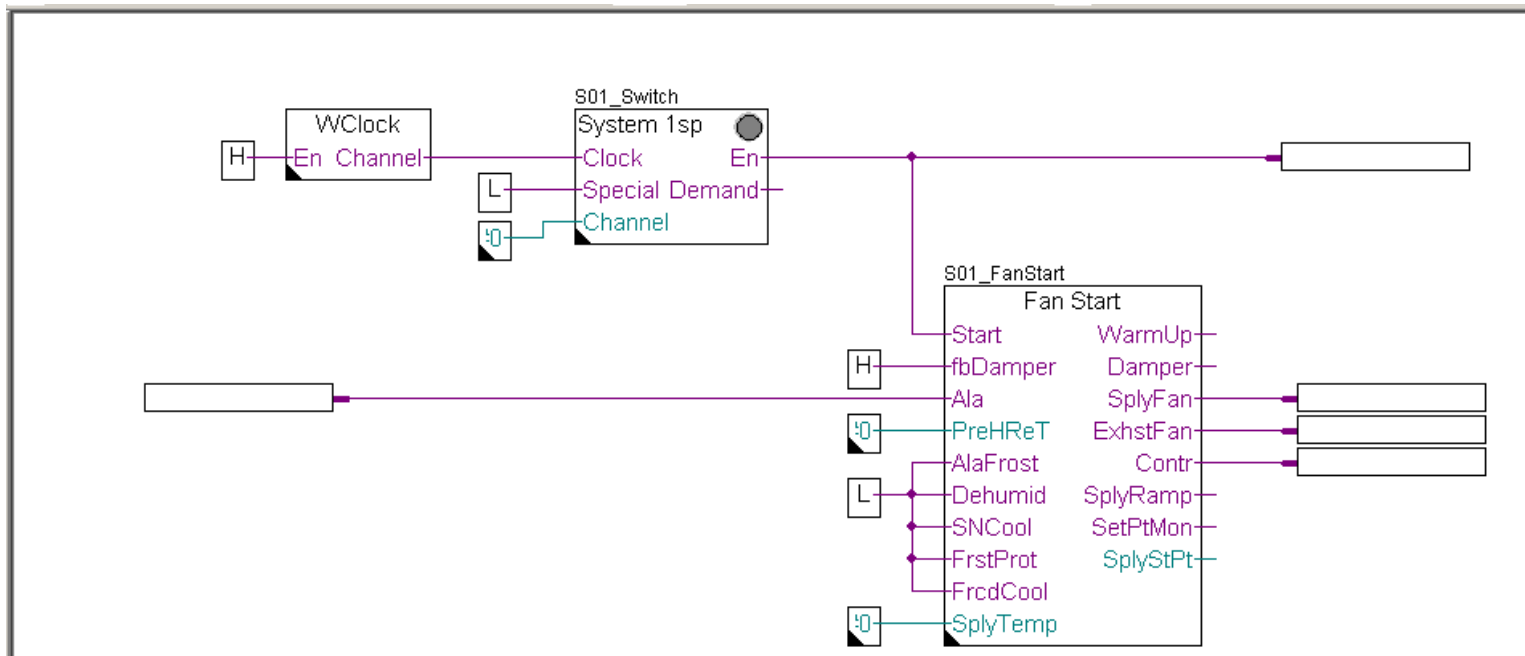 S01_Switch
WClock
System 1sp
H
En Channel
Clock En
L
Special Demand
!0
Channel
S01_FanStart
Fan Start
Start WarmUp
H
fbDamper Damper
Ala SplyFan
!0
PreHReT ExhstFan
AlaFrost Contr
L
Dehumid SplyRamp
SNCool SetPtMon
FrstProt SplyStPt
FrcdCool
!0
SplyTemp